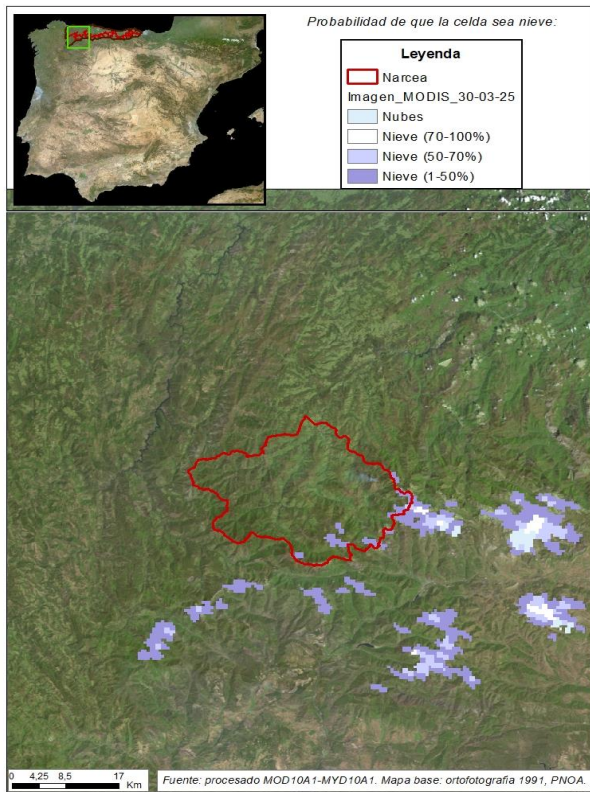 Probabilidad de que la celda sea nieve:
Leyenda
Narcea
Imagen_MODIS_30-03-25
Nubes
Nieve (70-100%)
Nieve (50-70%)
Nieve (1-50%)
0 4,25 8,5 17
Km
Fuente: procesado MOD10A1-MYD10A1. Mapa base: ortofotografia 1991, PNOA.